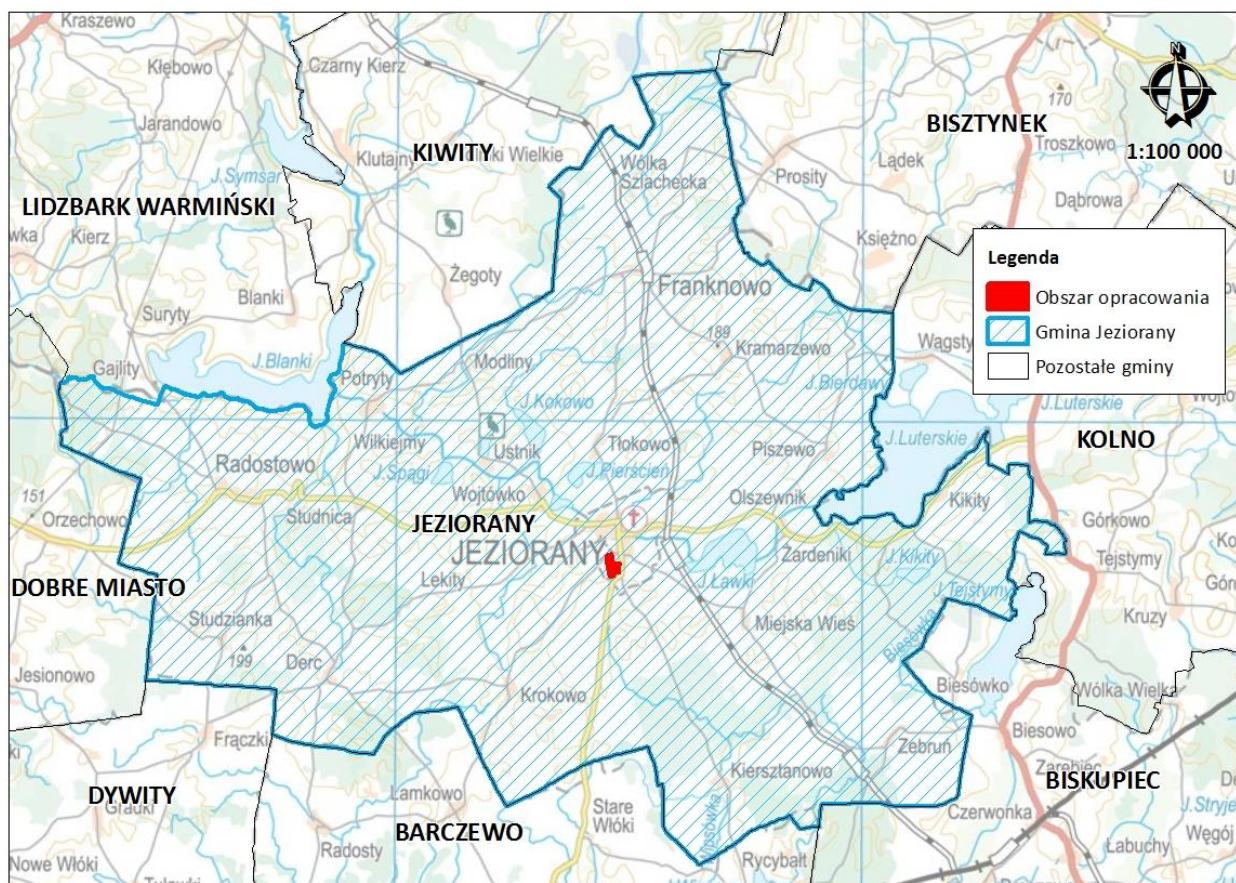 Kraszewo
Kłębowo
Czarny Kierz
N
170
BISZTYNEK
Troszkowo
Jarandowo
Klutajny
KIWITY
Wielkie
Wólka
Szlachecka
Lądek
1:100 000
J.Symsar
Prosity
Dąbrowa
LIDZBARK WARMIŃSKI
Kierz
Księżno
Legenda
Obszar opracowania
Gmina Jeziorany
Pozostałe gminy
Żegoty
Blanki
Franknowo
Suryty
189
Kramarzewo
J.Blanki
Modliny
Gajlity
Potryty
J.Bierdawy
J.Luterskie
J.Kokowo
Wilkiejmy
Ustnik
Tłokowo
Piszewo
J.Luterskie
KOLNO
Radostowo
J.Spągi
J.Pierścień
151
Orzechowo
Wojtówko
Olszewnik
Kikity
Studnica
JEZIORANY
Górkowo
JEZIORANY
Żardeniki
J.Kikity
Tejstymy
DOBRE MIASTO
Lekity
J.Ławki
J.Tejstymy
Studzianka
Miejska Wieś
Kruzy
199
Derc
Biesówka
Jesionowo
Krokowo
Biesówko
Wólka Wielka
Frączki
Żebruń
Biesowo
Zarębiec
Kiersztanowo
BISKUPIEC
DYWITY
Gradki
Lamkowo
Stare
Włóki
Czerwonka
J.Stryje
BARCZEWO
Radosty
Łabuchy
Węgój
Nowe Włóki
Rycybałt